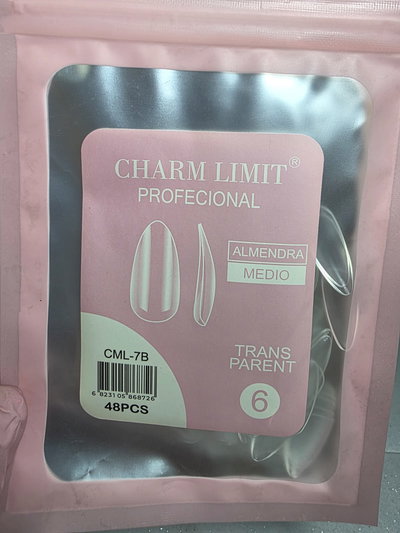 CHARM LIMIT®
PROFECIONAL
ALMENDRA
MEDIO
TRANS
PARENT
6
CML-7B
6 823105 868726
48PCS